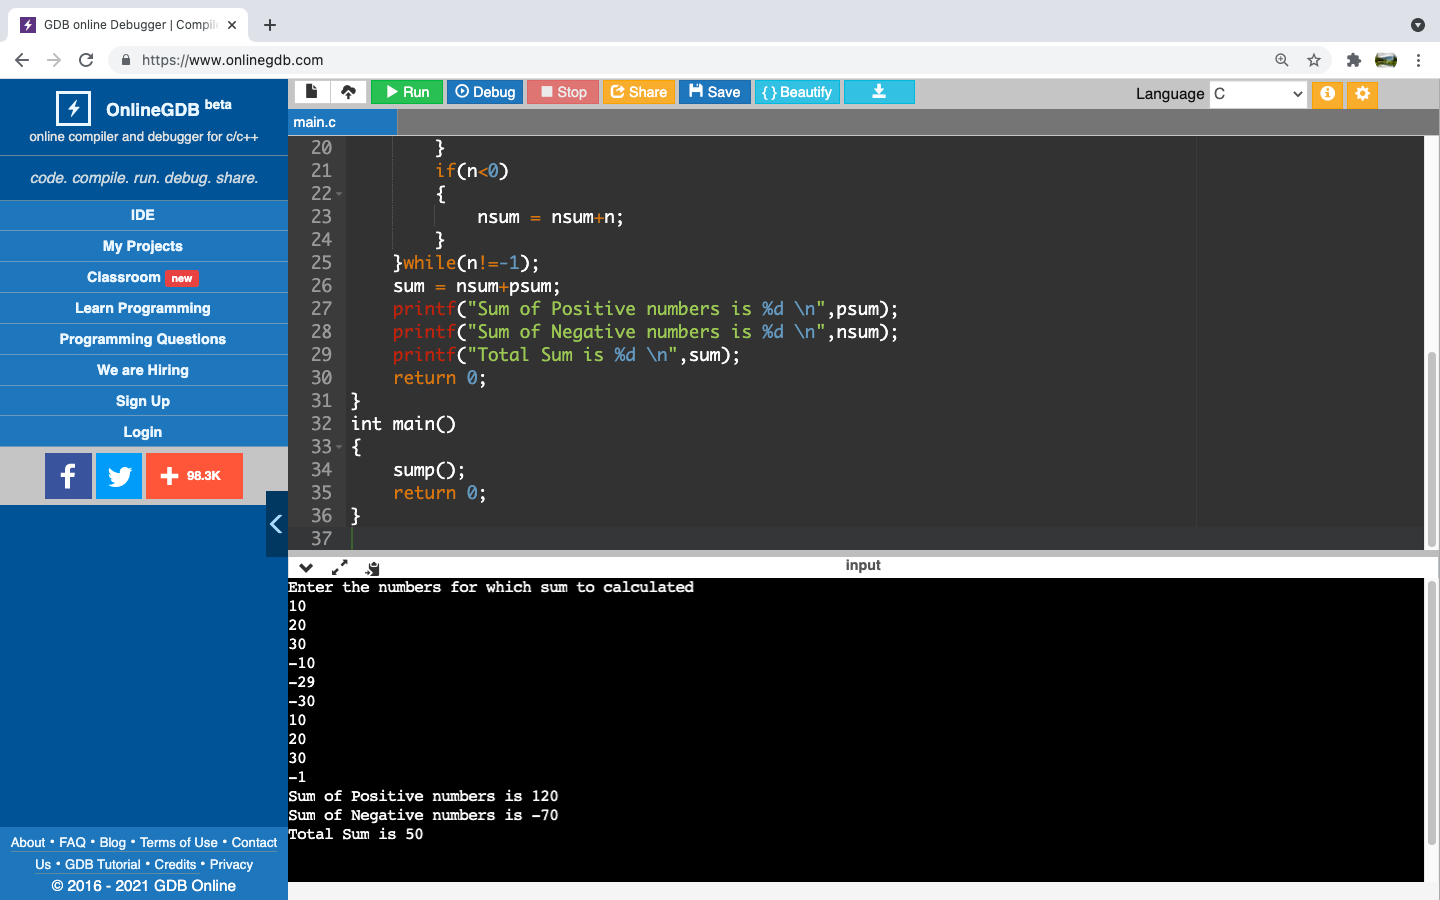 GDB online Debugger | Compil
https://www.onlinegdb.com
OnlineGDB beta
online compiler and debugger for c/c++
code. compile. run. debug. share.
IDE
My Projects
Classroom new
Learn Programming
Programming Questions
We are Hiring
Sign Up
Login
98.3K
About • FAQ • Blog • Terms of Use • Contact
Us • GDB Tutorial • Credits • Privacy
© 2016 - 2021 GDB Online
Run Debug Stop Share Save { } Beautify
Language C
main.c
20 }
21 if(n<0)
22 {
23 nsum = nsum+n;
24 }
25 }while(n!=-1);
26 sum = nsum+psum;
27 printf("Sum of Positive numbers is %d \n",psum);
28 printf("Sum of Negative numbers is %d \n",nsum);
29 printf("Total Sum is %d \n",sum);
30 return 0;
31 }
32 int main()
33 {
34 sump();
35 return 0;
36 }
37
input
Enter the numbers for which sum to calculated
10
20
30
-10
-29
-30
10
20
30
-1
Sum of Positive numbers is 120
Sum of Negative numbers is -70
Total Sum is 50